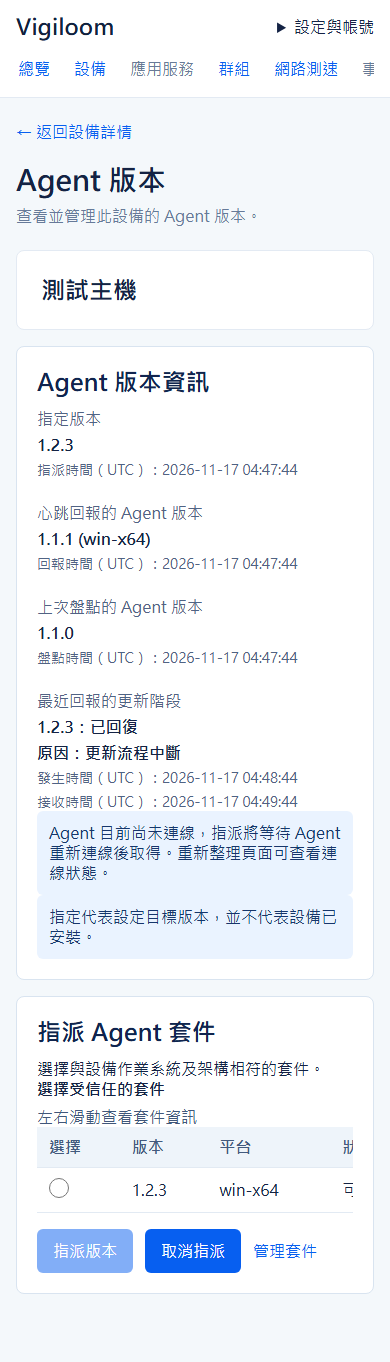 Vigiloom
▶ 設定與帳號
總覽 設備 應用服務 群組 網路測速
← 返回設備詳情
Agent 版本
查看並管理此設備的 Agent 版本。
測試主機
Agent 版本資訊
指定版本
1.2.3
指派時間（UTC）：2026-11-17 04:47:44
心跳回報的 Agent 版本
1.1.1 (win-x64)
回報時間（UTC）：2026-11-17 04:47:44
上次盤點的 Agent 版本
1.1.0
盤點時間（UTC）：2026-11-17 04:47:44
最近回報的更新階段
1.2.3：已回復
原因：更新流程中斷
發生時間（UTC）：2026-11-17 04:48:44
接收時間（UTC）：2026-11-17 04:49:44
Agent 目前尚未連線，指派將等待 Agent
重新連線後取得。重新整理頁面可查看連
線狀態。
指定代表設定目標版本，並不代表設備已
安裝。
指派 Agent 套件
選擇與設備作業系統及架構相符的套件。
選擇受信任的套件
左右滑動查看套件資訊
選擇 版本 平台
1.2.3 win-x64
指派版本 取消指派 管理套件